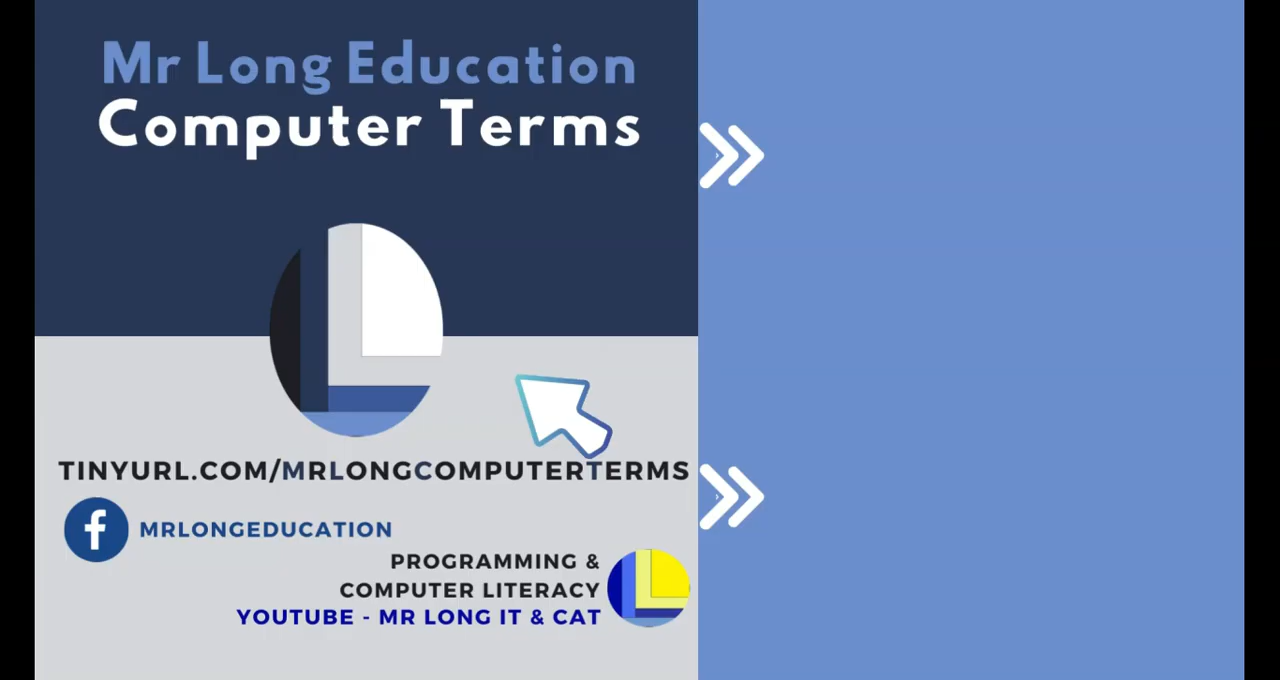 Mr Long Education
Computer Terms
TINYURL.COM/MRLONGCOMPUTERTERMS
f MRLONGEDUCATION
PROGRAMMING &
COMPUTER LITERACY
YOUTUBE - MR LONG IT & CAT